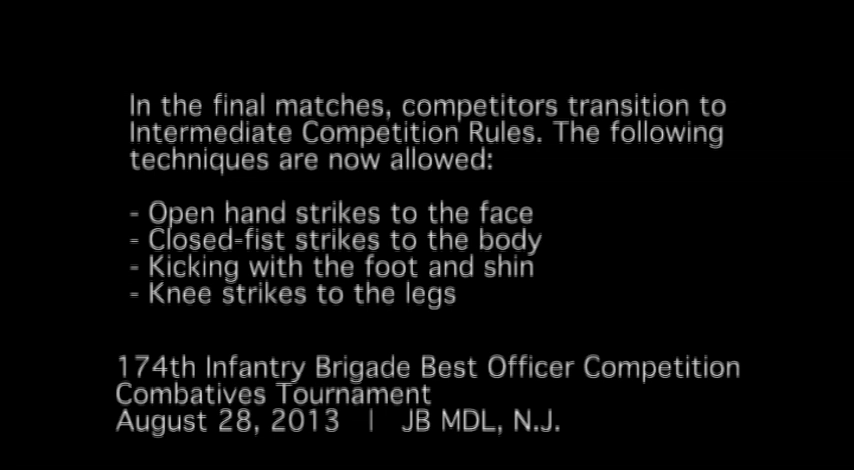 In the final matches, competitors transition to
Intermediate Competition Rules. The following
techniques are now allowed:
- Open hand strikes to the face
- Closed-fist strikes to the body
- Kicking with the foot and shin
- Knee strikes to the legs
174th Infantry Brigade Best Officer Competition
Combatives Tournament
August 28, 2013 | JB MDL, N.J.